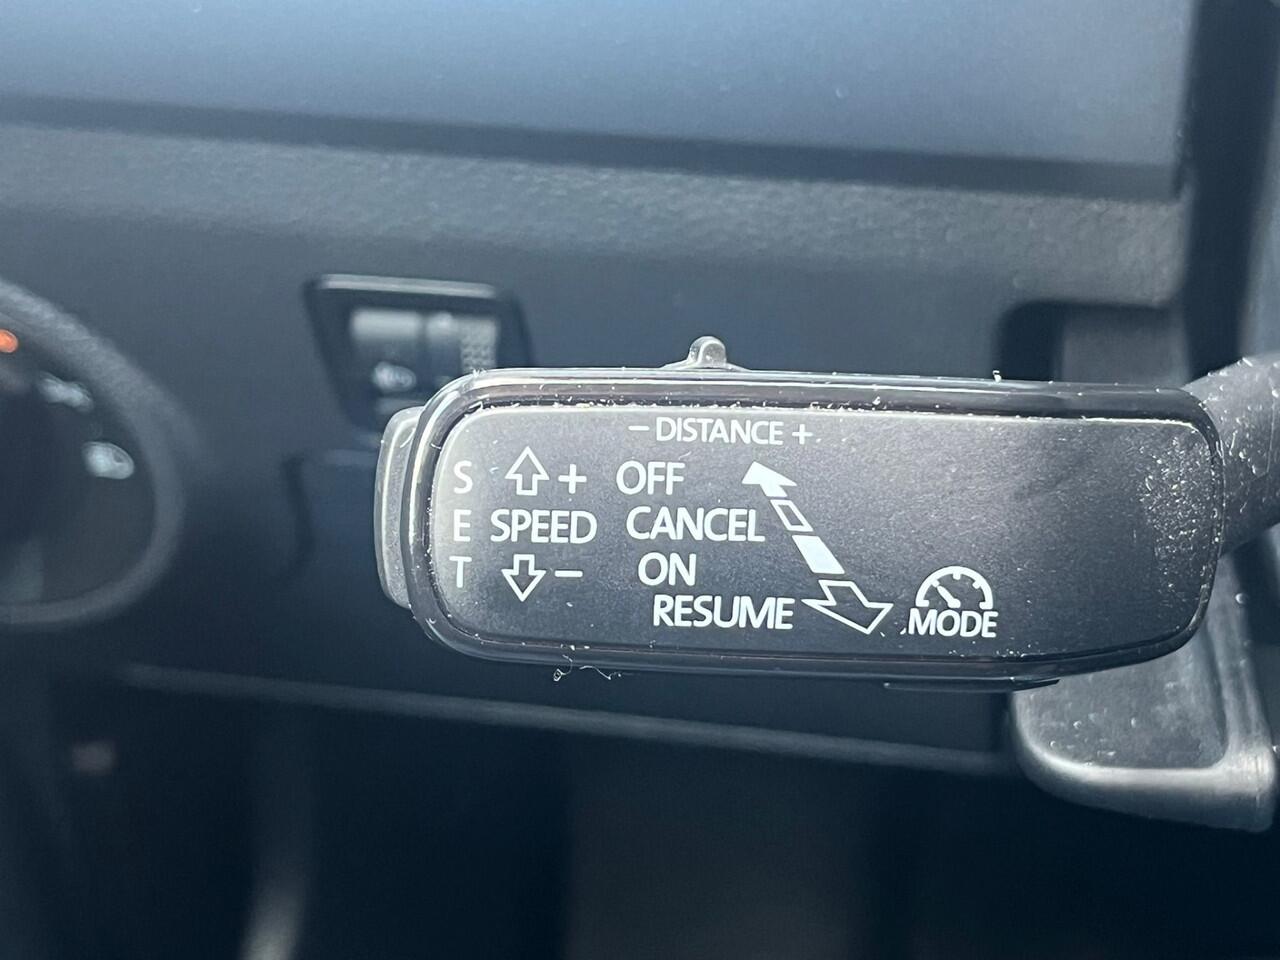 − DISTANCE +
S + OFF
E SPEED CANCEL
T − ON
RESUME
MODE